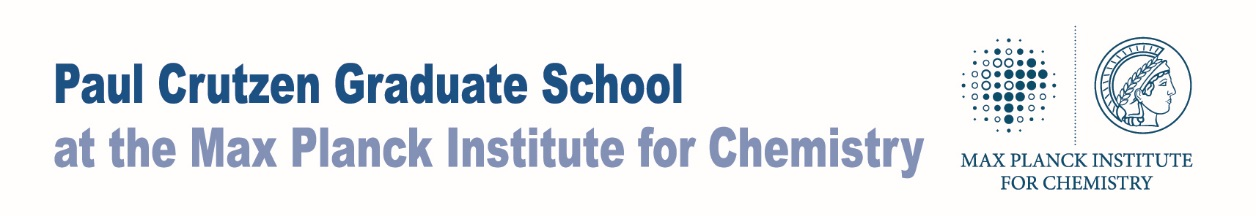 Paul Crutzen Graduate School
at the Max Planck Institute for Chemistry
MAX PLANCK INSTITUTE
FOR CHEMISTRY